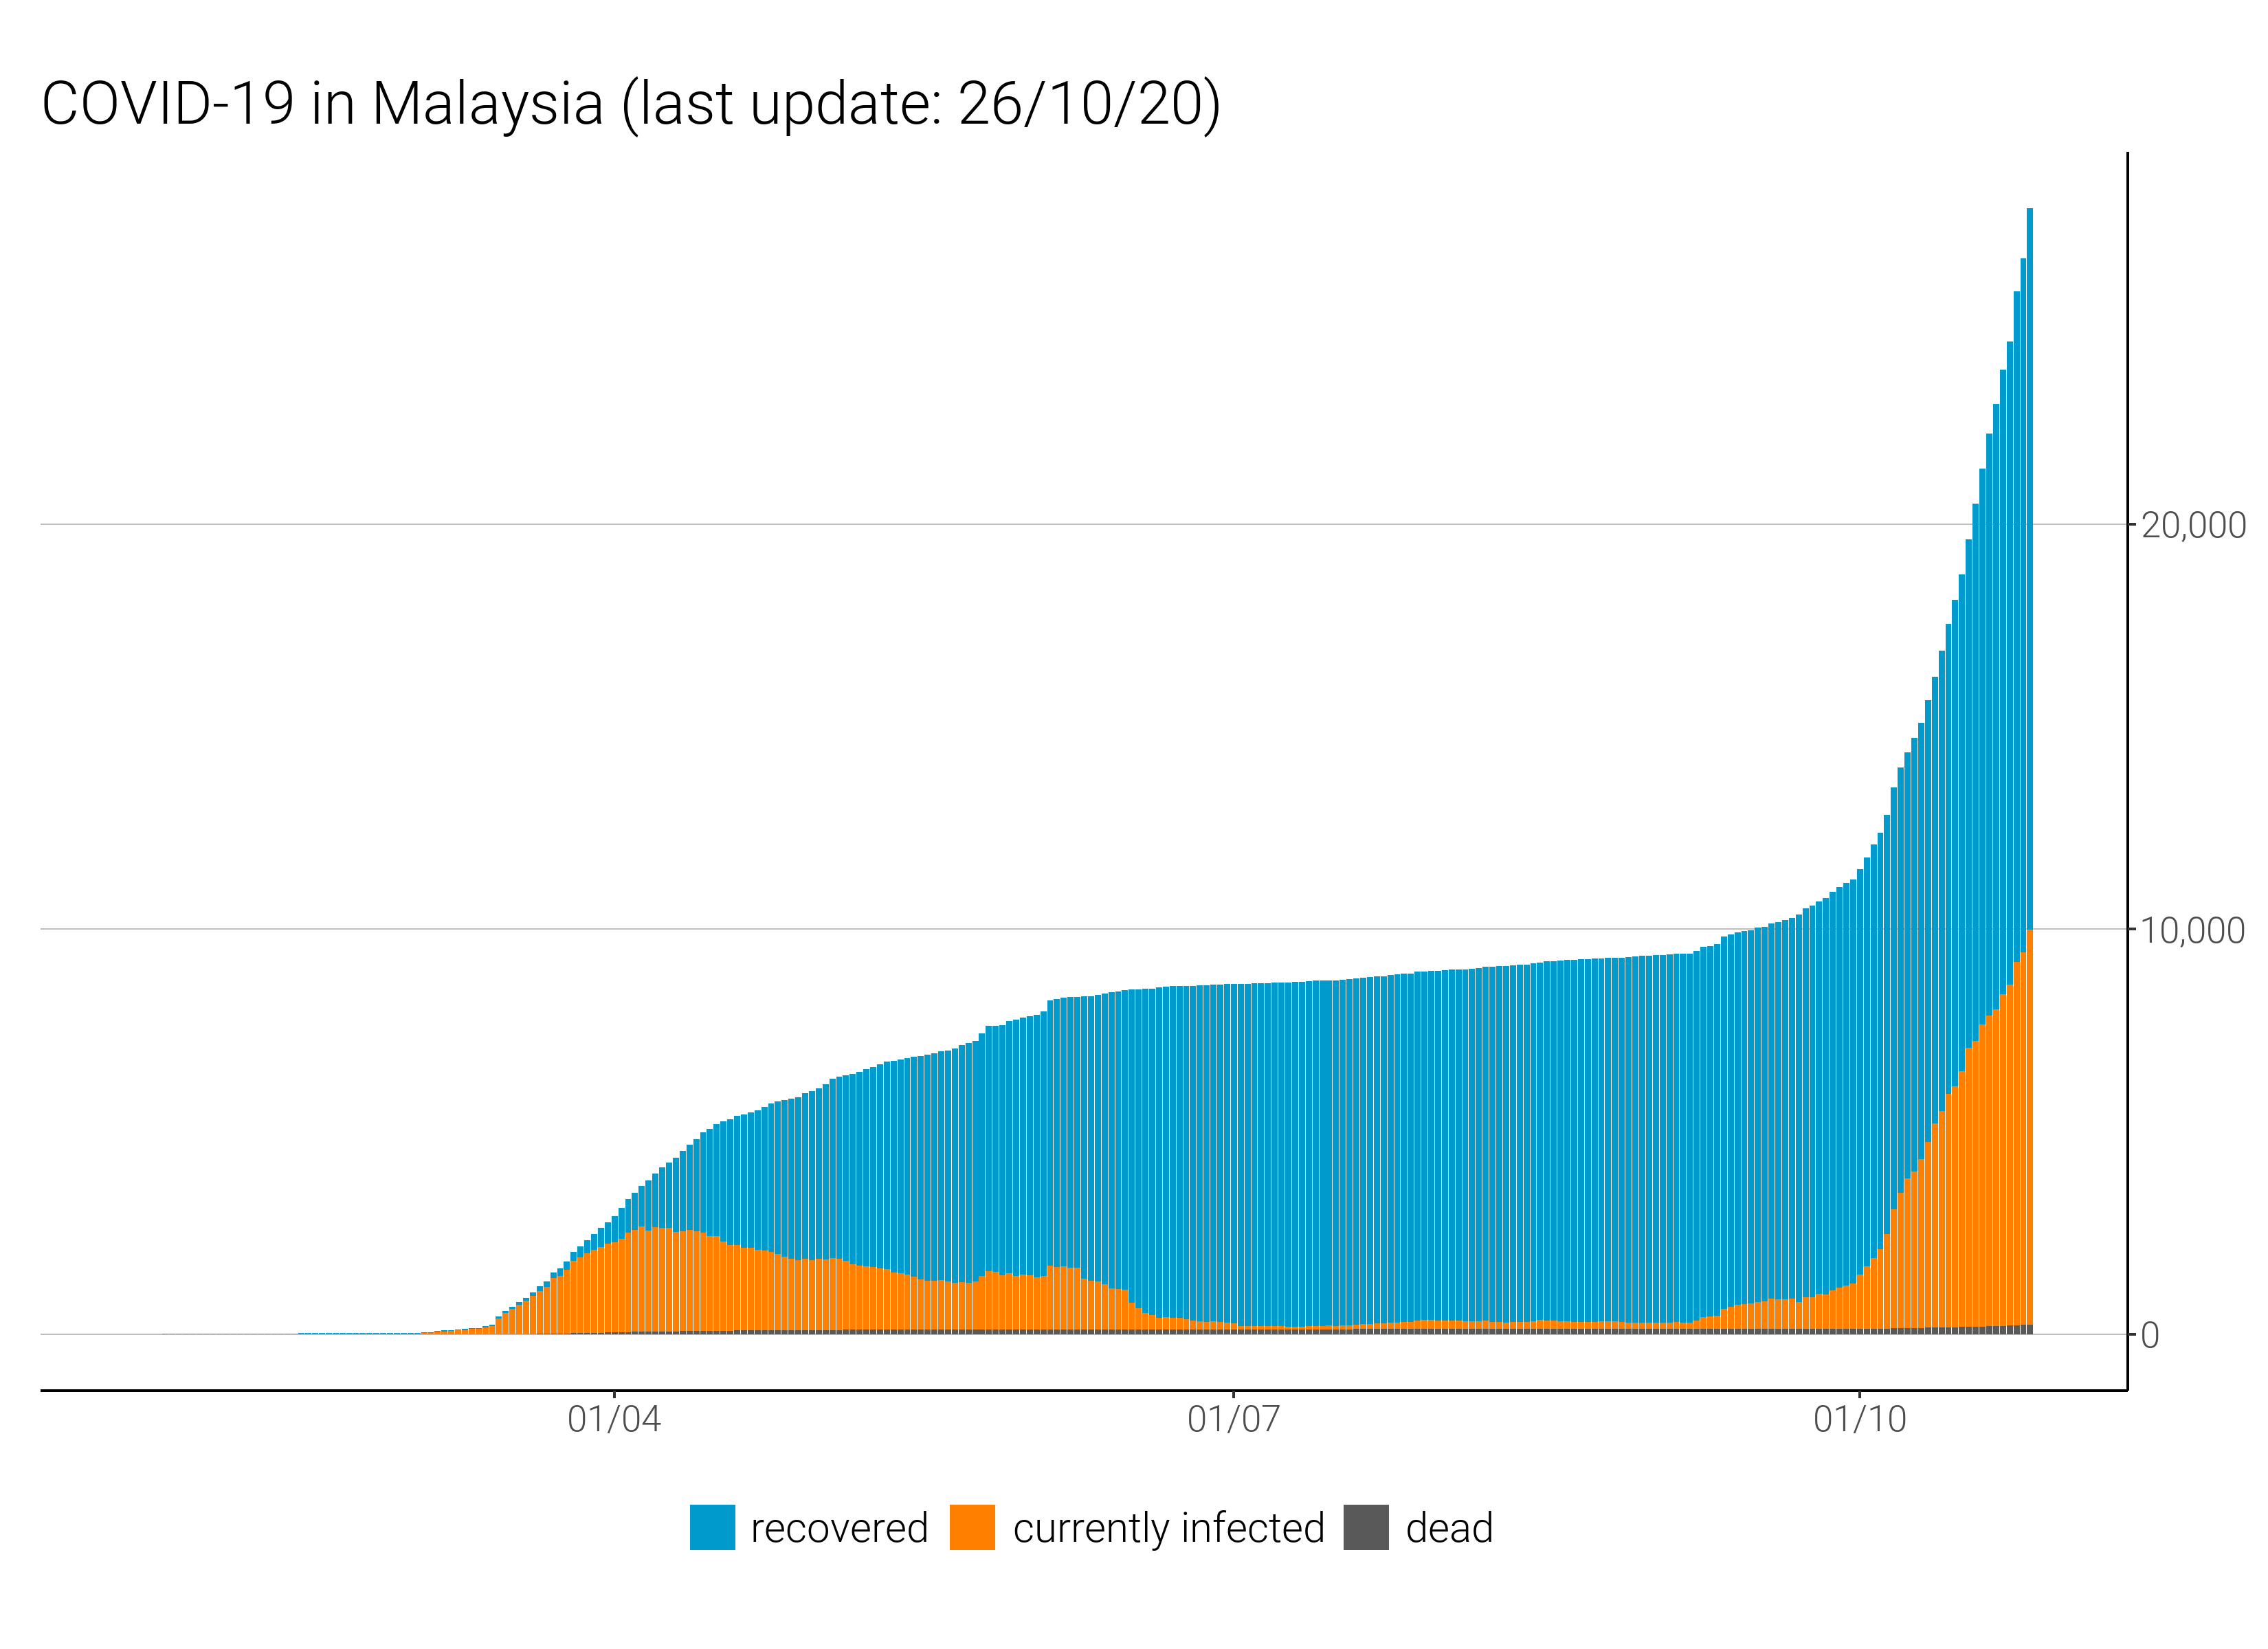 COVID-19 in Malaysia (last update: 26/10/20)
20,000
10,000
0
01/04 01/07 01/10
recovered currently infected dead